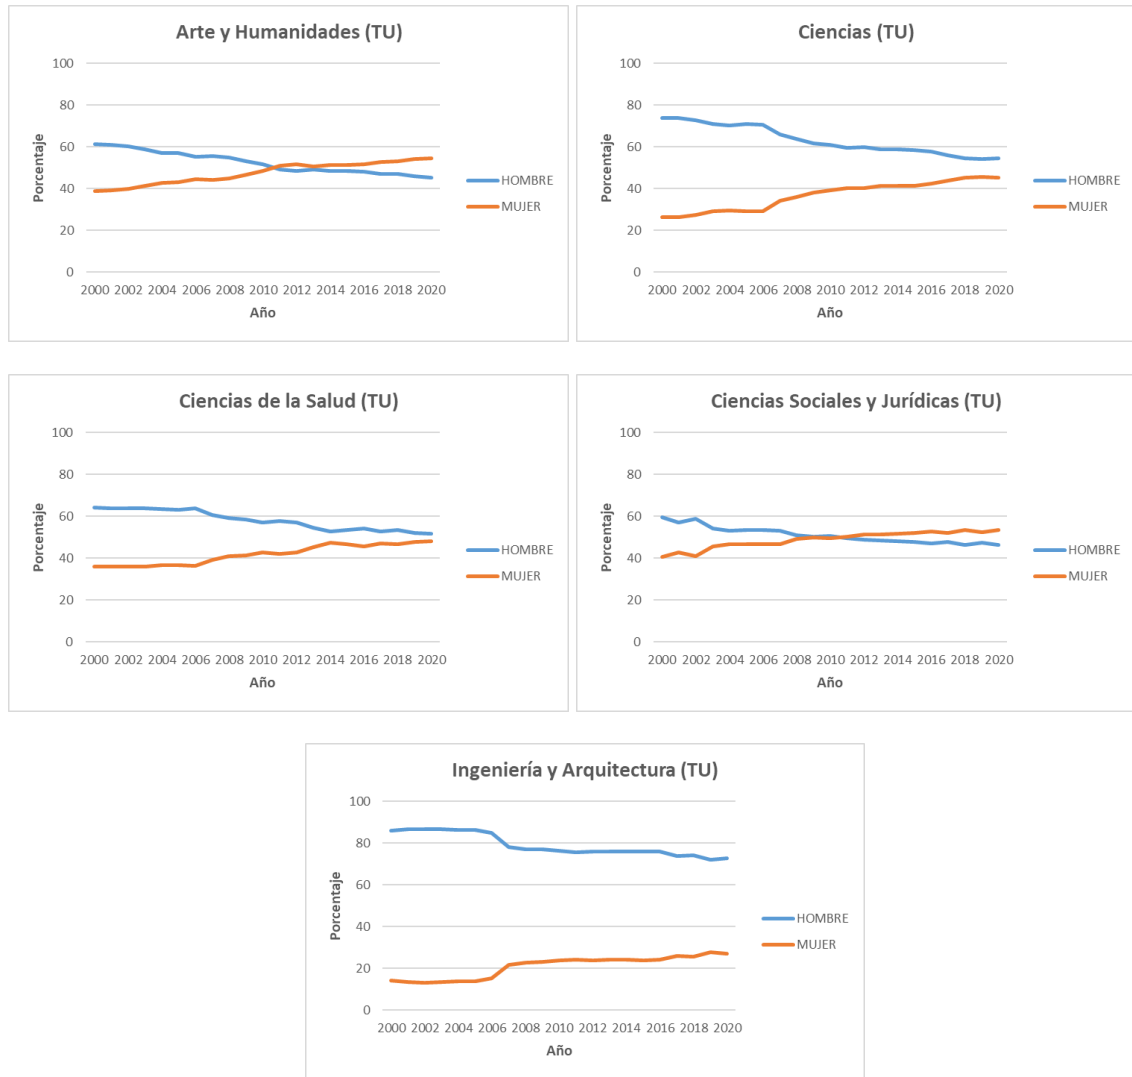 Arte y Humanidades (TU)
100
80
60
40
20
0
Porcentaje
2000 2002 2004 2006 2008 2010 2012 2014 2016 2018 2020
Año
HOMBRE
MUJER
Ciencias (TU)
100
80
60
40
20
0
Porcentaje
2000 2002 2004 2006 2008 2010 2012 2014 2016 2018 2020
Año
HOMBRE
MUJER
Ciencias de la Salud (TU)
100
80
60
40
20
0
Porcentaje
2000 2002 2004 2006 2008 2010 2012 2014 2016 2018 2020
Año
HOMBRE
MUJER
Ciencias Sociales y Jurídicas (TU)
100
80
60
40
20
0
Porcentaje
2000 2002 2004 2006 2008 2010 2012 2014 2016 2018 2020
Año
HOMBRE
MUJER
Ingeniería y Arquitectura (TU)
100
80
60
40
20
0
Porcentaje
2000 2002 2004 2006 2008 2010 2012 2014 2016 2018 2020
Año
HOMBRE
MUJER